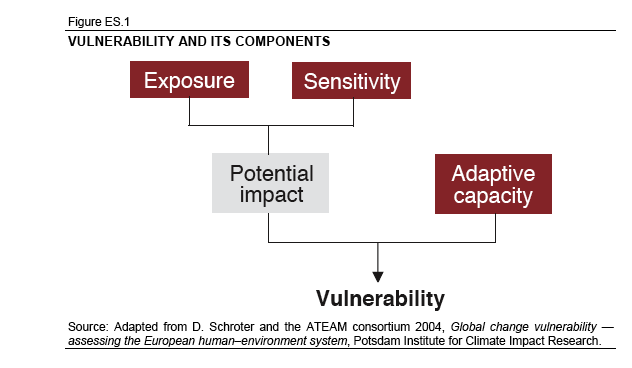 Figure ES.1
VULNERABILITY AND ITS COMPONENTS
Exposure
Sensitivity
Potential
impact
Adaptive
capacity
Vulnerability
Source: Adapted from D. Schroter and the ATEAM consortium 2004, Global change vulnerability —
assessing the European human–environment system, Potsdam Institute for Climate Impact Research.